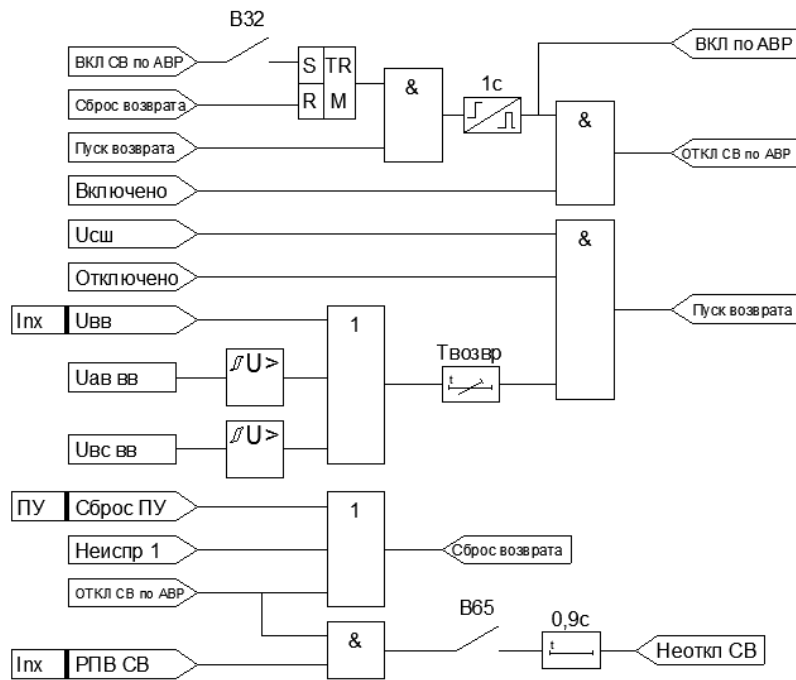 В32
ВКЛ СВ по АВР
S TR
Сброс возврата
R М
&
1с
ВКЛ по АВР
Пуск возврата
&
ОТКЛ СВ по АВР
Включено
Uсш
&
Отключено
Inx Uвв
1
Пуск возврата
Uав вв
U>
Твозвр
t
Uвс вв
U>
ПУ Сброс ПУ
1
Неиспр 1
Сброс возврата
ОТКЛ СВ по АВР
В65
0,9с
&
t
Неоткл СВ
Inx РПВ СВ